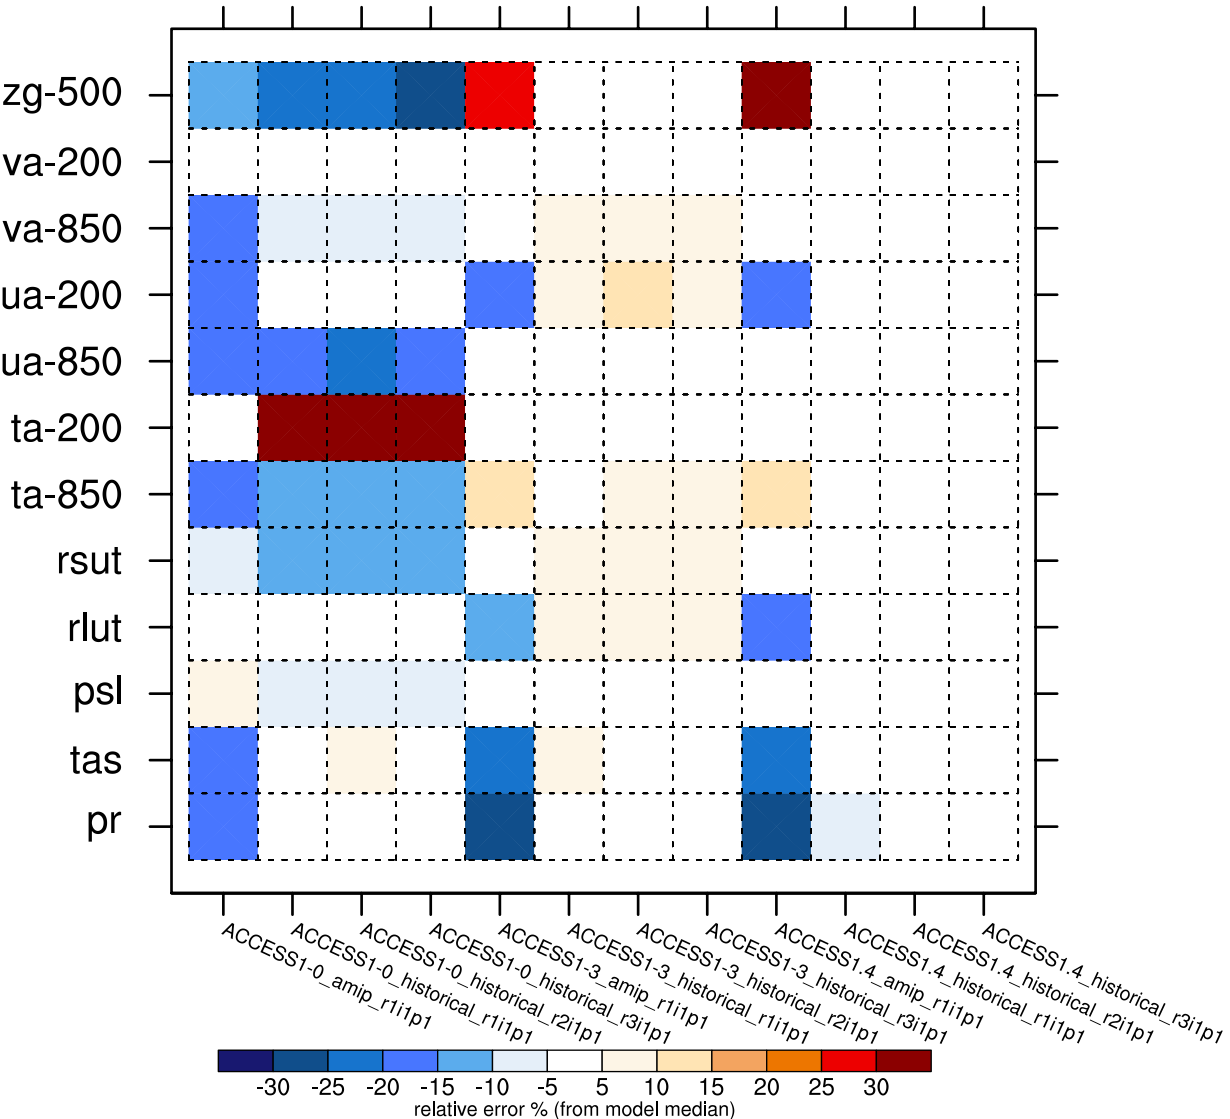 zg-500
va-200
va-850
ua-200
ua-850
ta-200
ta-850
rsut
rlut
psl
tas
pr
ACCESS1-0_amip_r1i1p1
ACCESS1-0_historical_r1i1p1
ACCESS1-0_historical_r2i1p1
ACCESS1-0_historical_r3i1p1
ACCESS1-3_amip_r1i1p1
ACCESS1-3_historical_r1i1p1
ACCESS1-3_historical_r2i1p1
ACCESS1-3_historical_r3i1p1
ACCESS1.4_amip_r1i1p1
ACCESS1.4_historical_r1i1p1
ACCESS1.4_historical_r2i1p1
ACCESS1.4_historical_r3i1p1
-30 -25 -20 -15 -10 -5 5 10 15 20 25 30
relative error % (from model median)